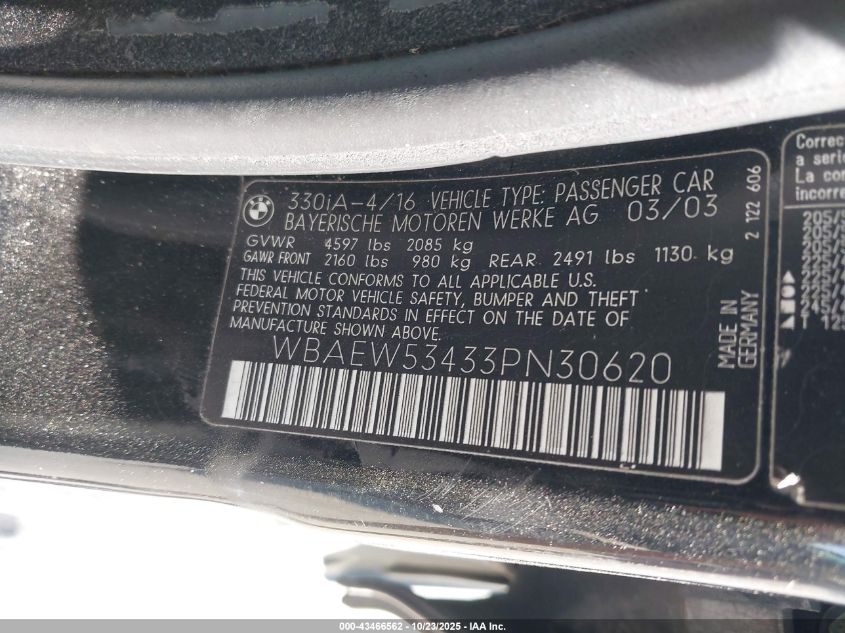 330iA-4/16 VEHICLE TYPE: PASSENGER CAR
BAYERISCHE MOTOREN WERKE AG 03/03
GVWR 4597 lbs 2085 kg
GAWR FRONT 2160 lbs 980 kg REAR 2491 lbs 1130 kg
THIS VEHICLE CONFORMS TO ALL APPLICABLE U.S.
FEDERAL MOTOR VEHICLE SAFETY, BUMPER AND THEFT
PREVENTION STANDARDS IN EFFECT ON THE DATE OF
MANUFACTURE SHOWN ABOVE.
WBAEW53433PN30620
MADE IN
GERMANY
2 122 606
Correc
a serie
La con
incorre
000-43466562 - 10/23/2025 - IAA Inc.